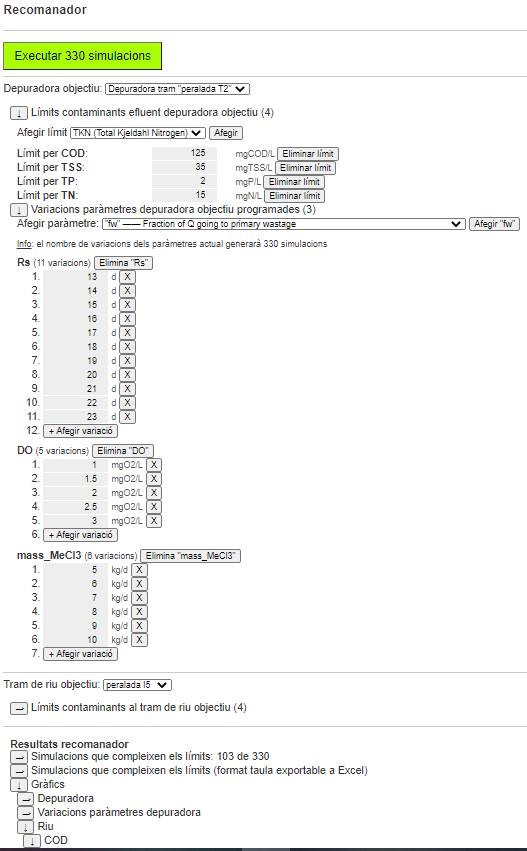 Recomanador
Executar 330 simulacions
Depuradora objectiu: Depuradora tram "peralada T2"
↓ Límits contaminants efluent depuradora objectiu (4)
Afegir límit TKN (Total Kjeldahl Nitrogen) Afegir
Límit per COD: 125 mgCOD/L Eliminar límit
Límit per TSS: 35 mgTSS/L Eliminar límit
Límit per TP: 2 mgP/L Eliminar límit
Límit per TN: 15 mgN/L Eliminar límit
↓ Variacions paràmetres depuradora objectiu programades (3)
Afegir paràmetre: "fw" —— Fraction of Q going to primary wastage Afegir "fw"
Info: el nombre de variacions dels paràmetres actual generarà 330 simulacions
Rs (11 variacions) Elimina "Rs"
1. 13 d X
2. 14 d X
3. 15 d X
4. 16 d X
5. 17 d X
6. 18 d X
7. 19 d X
8. 20 d X
9. 21 d X
10. 22 d X
11. 23 d X
12. + Afegir variació
DO (5 variacions) Elimina "DO"
1. 1 mgO2/L X
2. 1.5 mgO2/L X
3. 2 mgO2/L X
4. 2.5 mgO2/L X
5. 3 mgO2/L X
6. + Afegir variació
mass_MeCl3 (6 variacions) Elimina "mass_MeCl3"
1. 5 kg/d X
2. 6 kg/d X
3. 7 kg/d X
4. 8 kg/d X
5. 9 kg/d X
6. 10 kg/d X
7. + Afegir variació
Tram de riu objectiu: peralada I5
→ Límits contaminants al tram de riu objectiu (4)
Resultats recomanador
→ Simulacions que compleixen els límits: 103 de 330
→ Simulacions que compleixen els límits (format taula exportable a Excel)
↓ Gràfics
→ Depuradora
→ Variacions paràmetres depuradora
↓ Riu
↓ COD